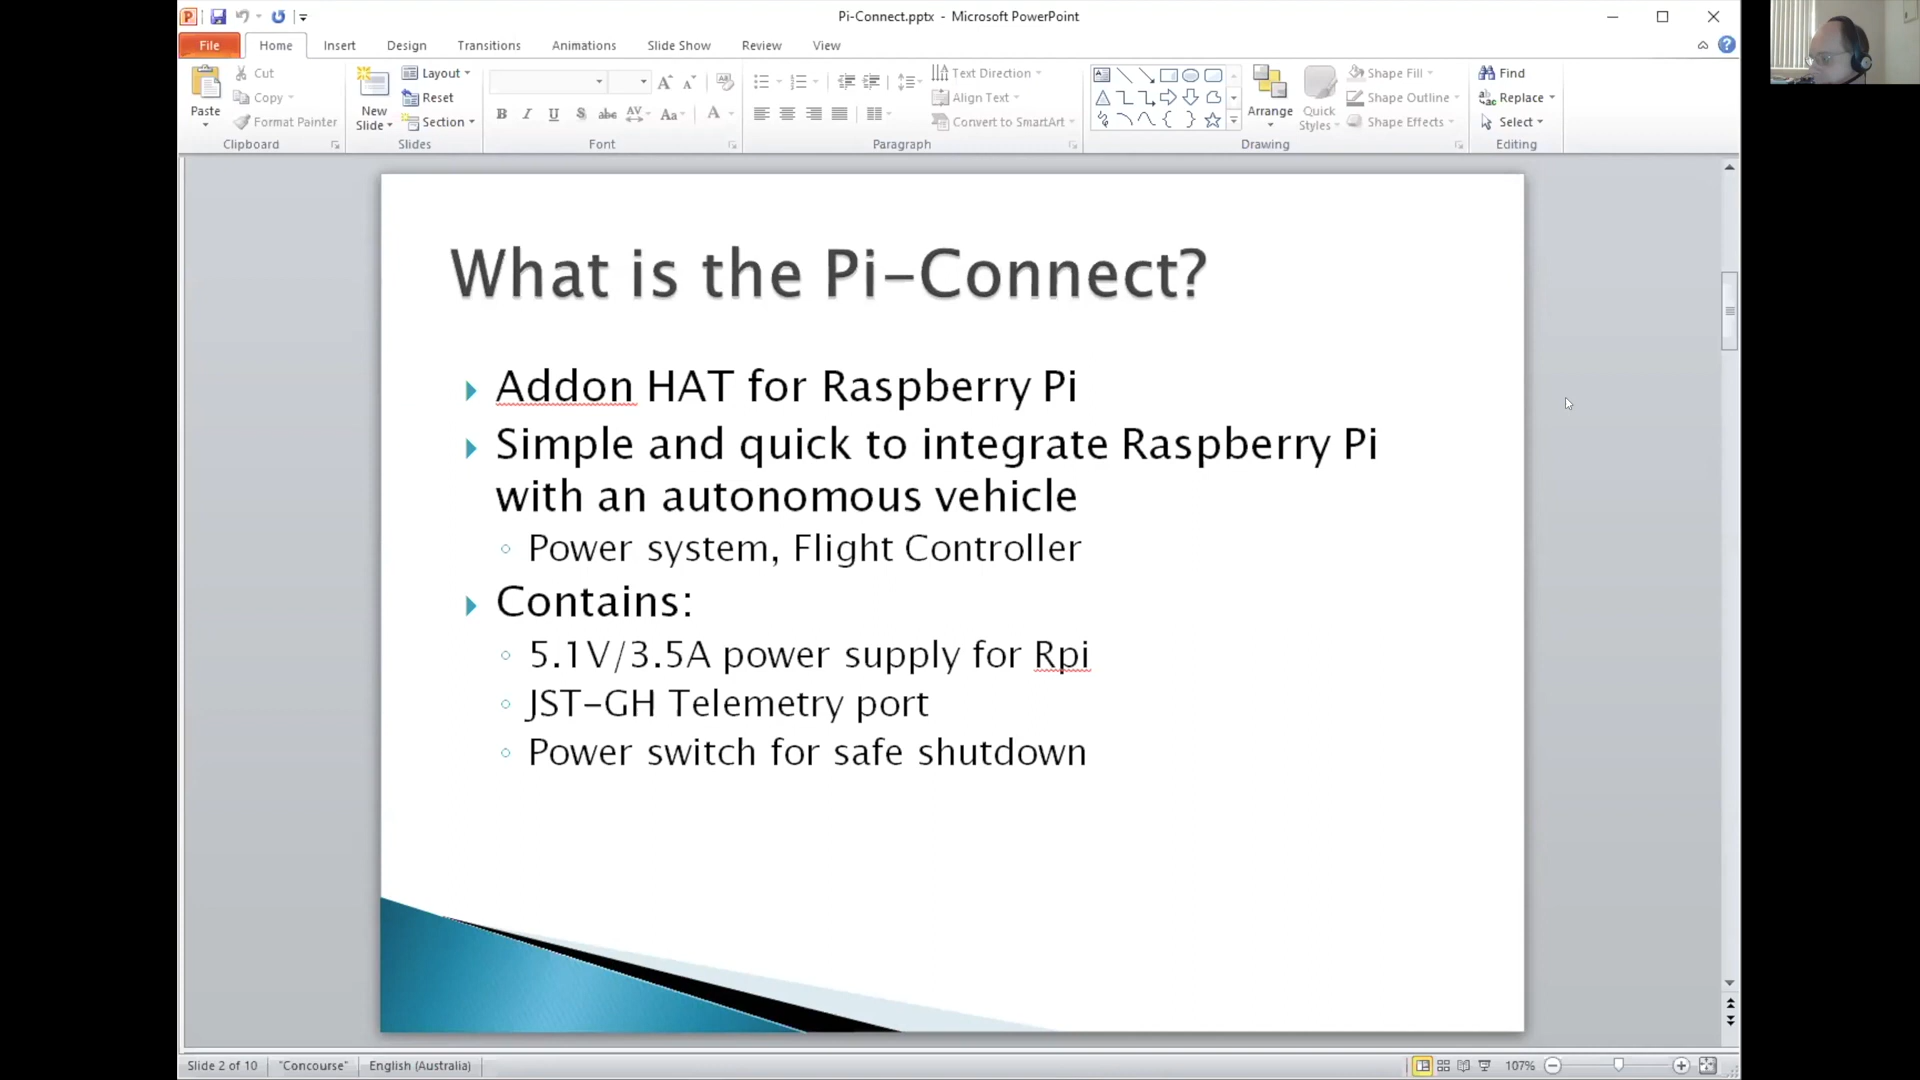 Pi-Connect.pptx - Microsoft PowerPoint
File Home Insert Design Transitions Animations Slide Show Review View
Paste
Cut
Copy
Format Painter
Clipboard
New
Slide
Layout
Reset
Section
Slides
B I U S abc AV Aa A
Font
Text Direction
Align Text
Convert to SmartArt
Paragraph
Arrange
Quick
Styles
Shape Fill
Shape Outline
Shape Effects
Drawing
Find
Replace
Select
Editing
What is the Pi-Connect?
Addon HAT for Raspberry Pi
Simple and quick to integrate Raspberry Pi
with an autonomous vehicle
Power system, Flight Controller
Contains:
5.1V/3.5A power supply for Rpi
JST-GH Telemetry port
Power switch for safe shutdown
Slide 2 of 10 "Concourse" English (Australia) 107%